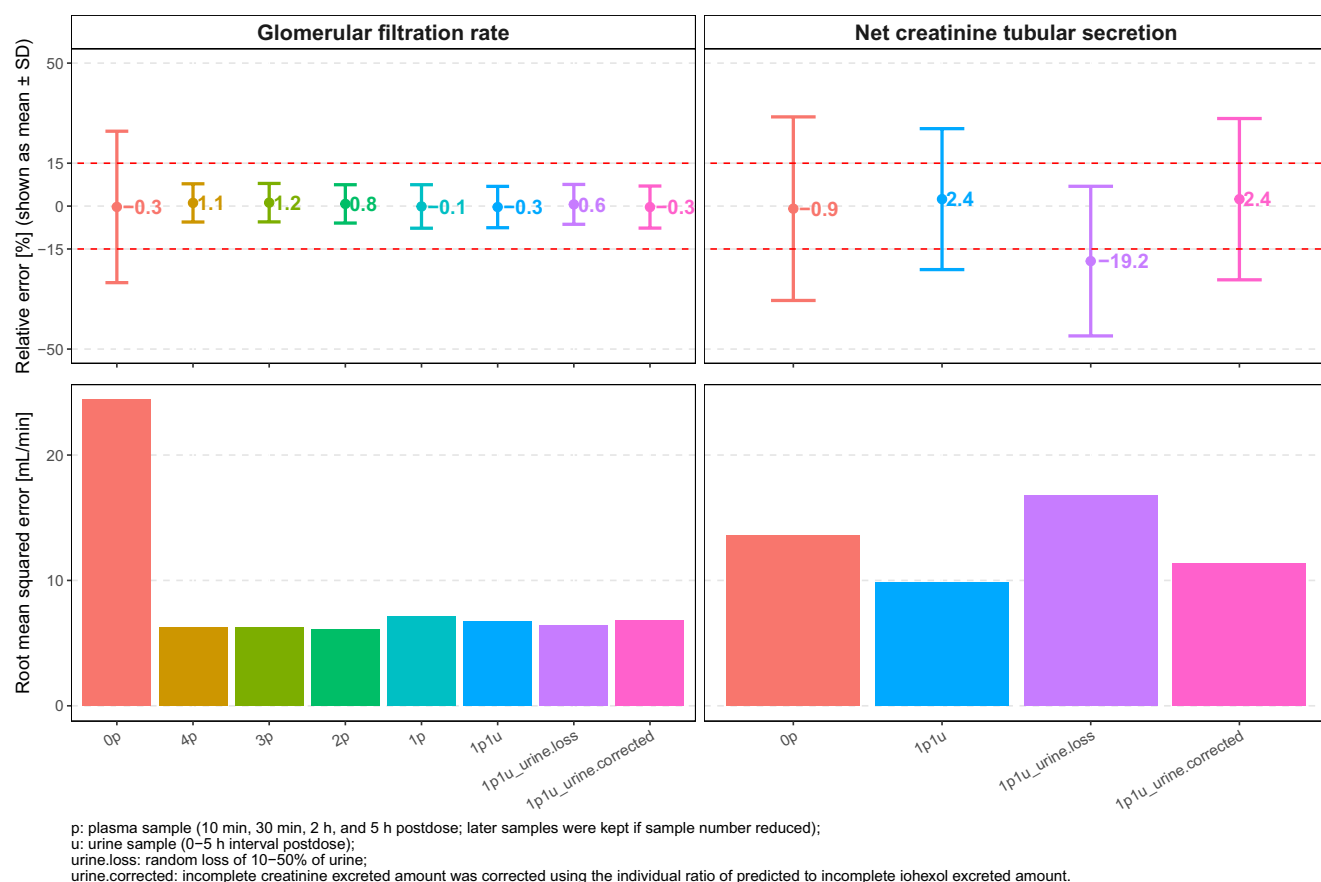 Glomerular filtration rate
Net creatinine tubular secretion
Relative error [%] (shown as mean ± SD)
50
15
0
−15
−50
−0.3
1.1
1.2
0.8
−0.1
−0.3
0.6
−0.3
−0.9
2.4
−19.2
2.4
Root mean squared error [mL/min]
20
10
0
0p
4p
3p
2p
1p
1p1u
1p1u_urine.loss
1p1u_urine.corrected
0p
1p1u
1p1u_urine.loss
1p1u_urine.corrected
p: plasma sample (10 min, 30 min, 2 h, and 5 h postdose; later samples were kept if sample number reduced);
u: urine sample (0−5 h interval postdose);
urine.loss: random loss of 10−50% of urine;
urine.corrected: incomplete creatinine excreted amount was corrected using the individual ratio of predicted to incomplete iohexol excreted amount.